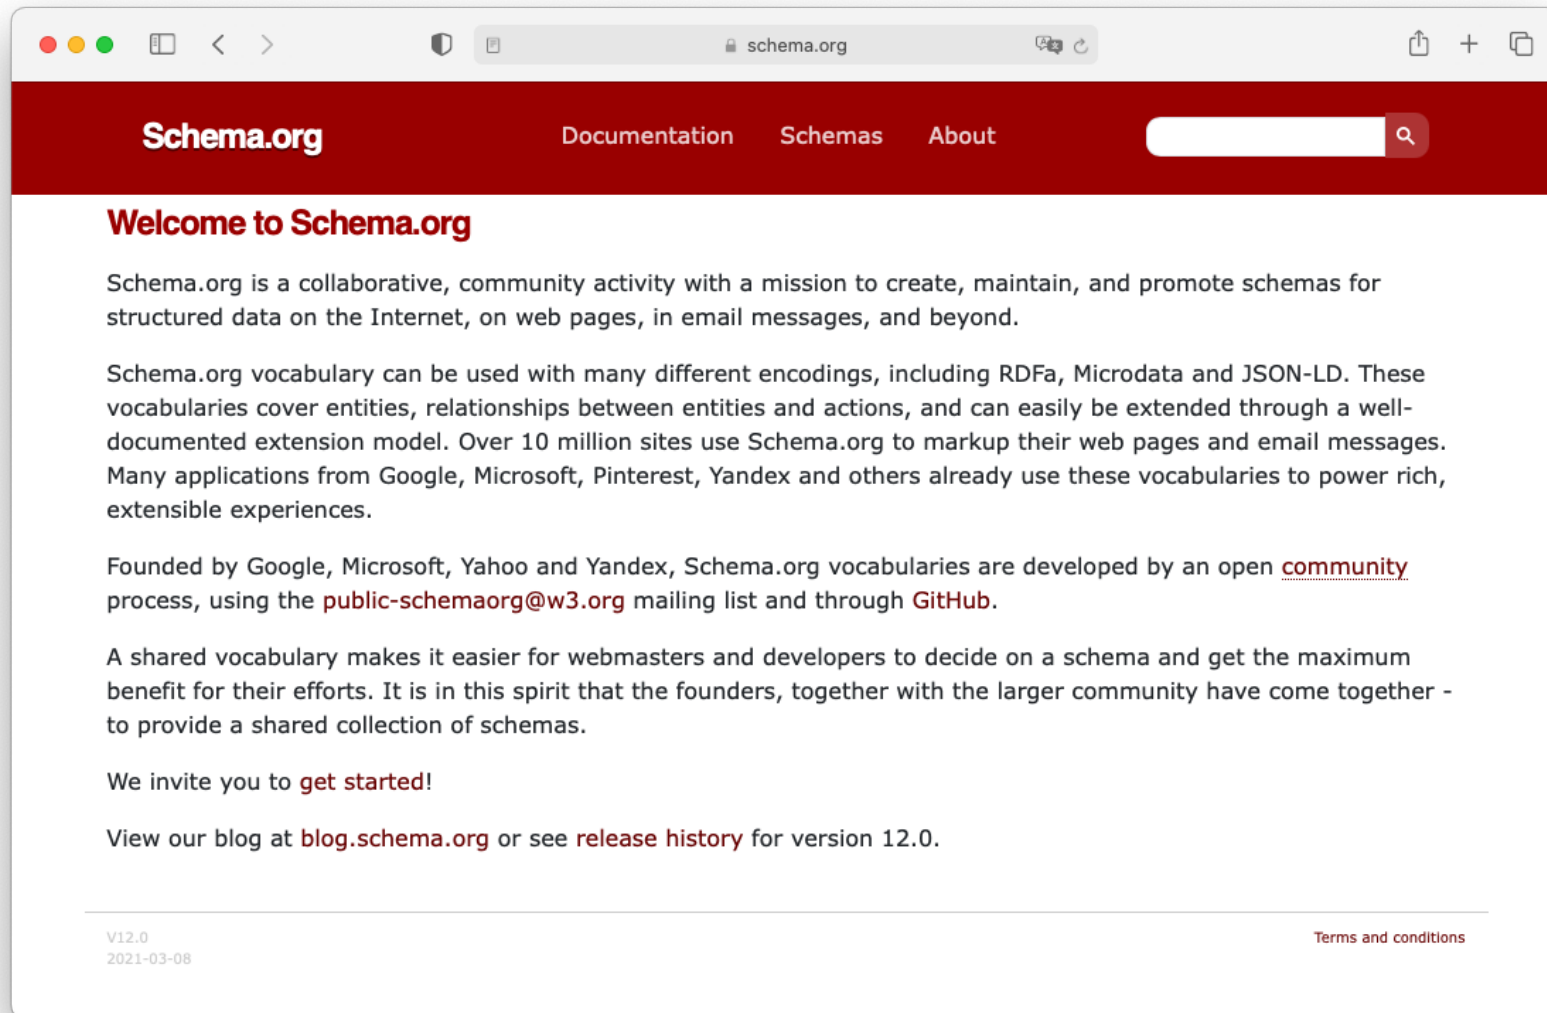 schema.org
Schema.org
Documentation Schemas About
Welcome to Schema.org
Schema.org is a collaborative, community activity with a mission to create, maintain, and promote schemas for
structured data on the Internet, on web pages, in email messages, and beyond.
Schema.org vocabulary can be used with many different encodings, including RDFa, Microdata and JSON-LD. These
vocabularies cover entities, relationships between entities and actions, and can easily be extended through a well-
documented extension model. Over 10 million sites use Schema.org to markup their web pages and email messages.
Many applications from Google, Microsoft, Pinterest, Yandex and others already use these vocabularies to power rich,
extensible experiences.
Founded by Google, Microsoft, Yahoo and Yandex, Schema.org vocabularies are developed by an open community
process, using the public-schemaorg@w3.org mailing list and through GitHub.
A shared vocabulary makes it easier for webmasters and developers to decide on a schema and get the maximum
benefit for their efforts. It is in this spirit that the founders, together with the larger community have come together -
to provide a shared collection of schemas.
We invite you to get started!
View our blog at blog.schema.org or see release history for version 12.0.
V12.0
2021-03-08
Terms and conditions